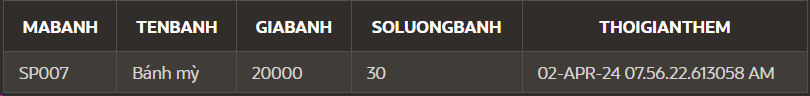 MABANH TENBANH GIABANH SOLUONGBANH THOIGIANTHEM
SP007 Bánh mỳ 20000 30 02-APR-24 07.56.22.613058 AM